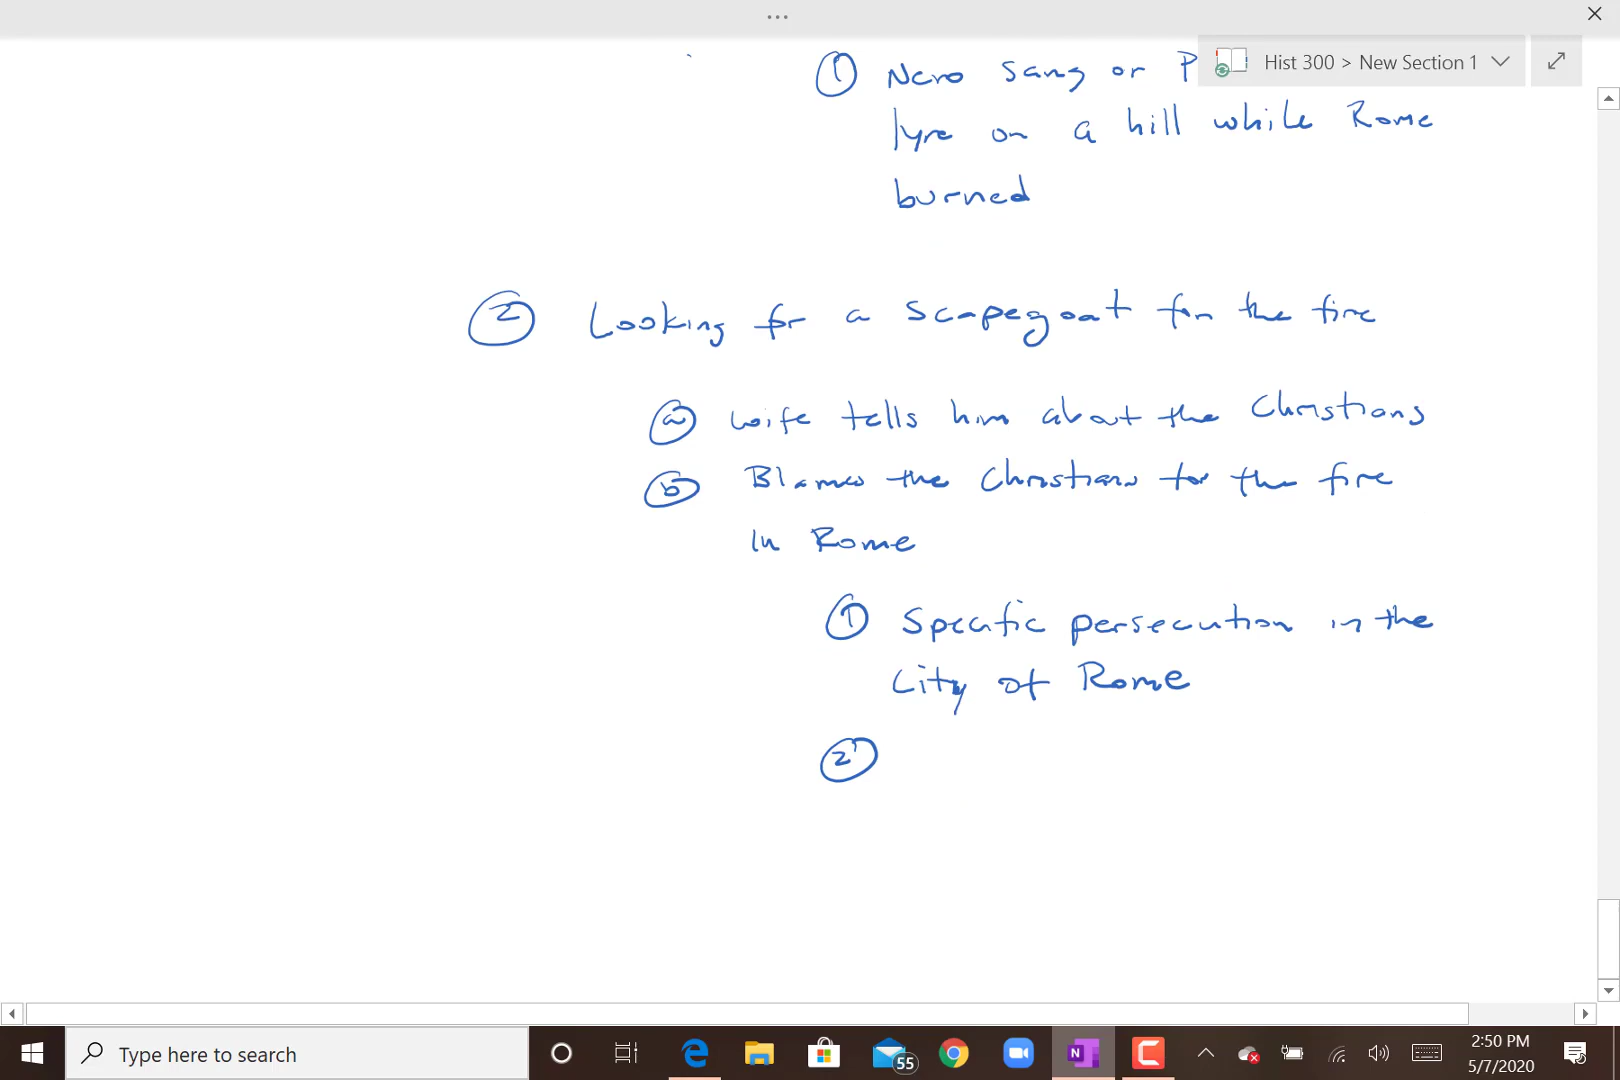 Hist 300 > New Section 1
① Nero sang or P
lyre on a hill while Rome
burned
② Looking for a scapegoat for the fire
ⓐ Wife tells him about the Christians
ⓑ Blames the Christians for the fire
In Rome
① Specific persecution in the
City of Rome
②
Type here to search
55
2:50 PM
5/7/2020